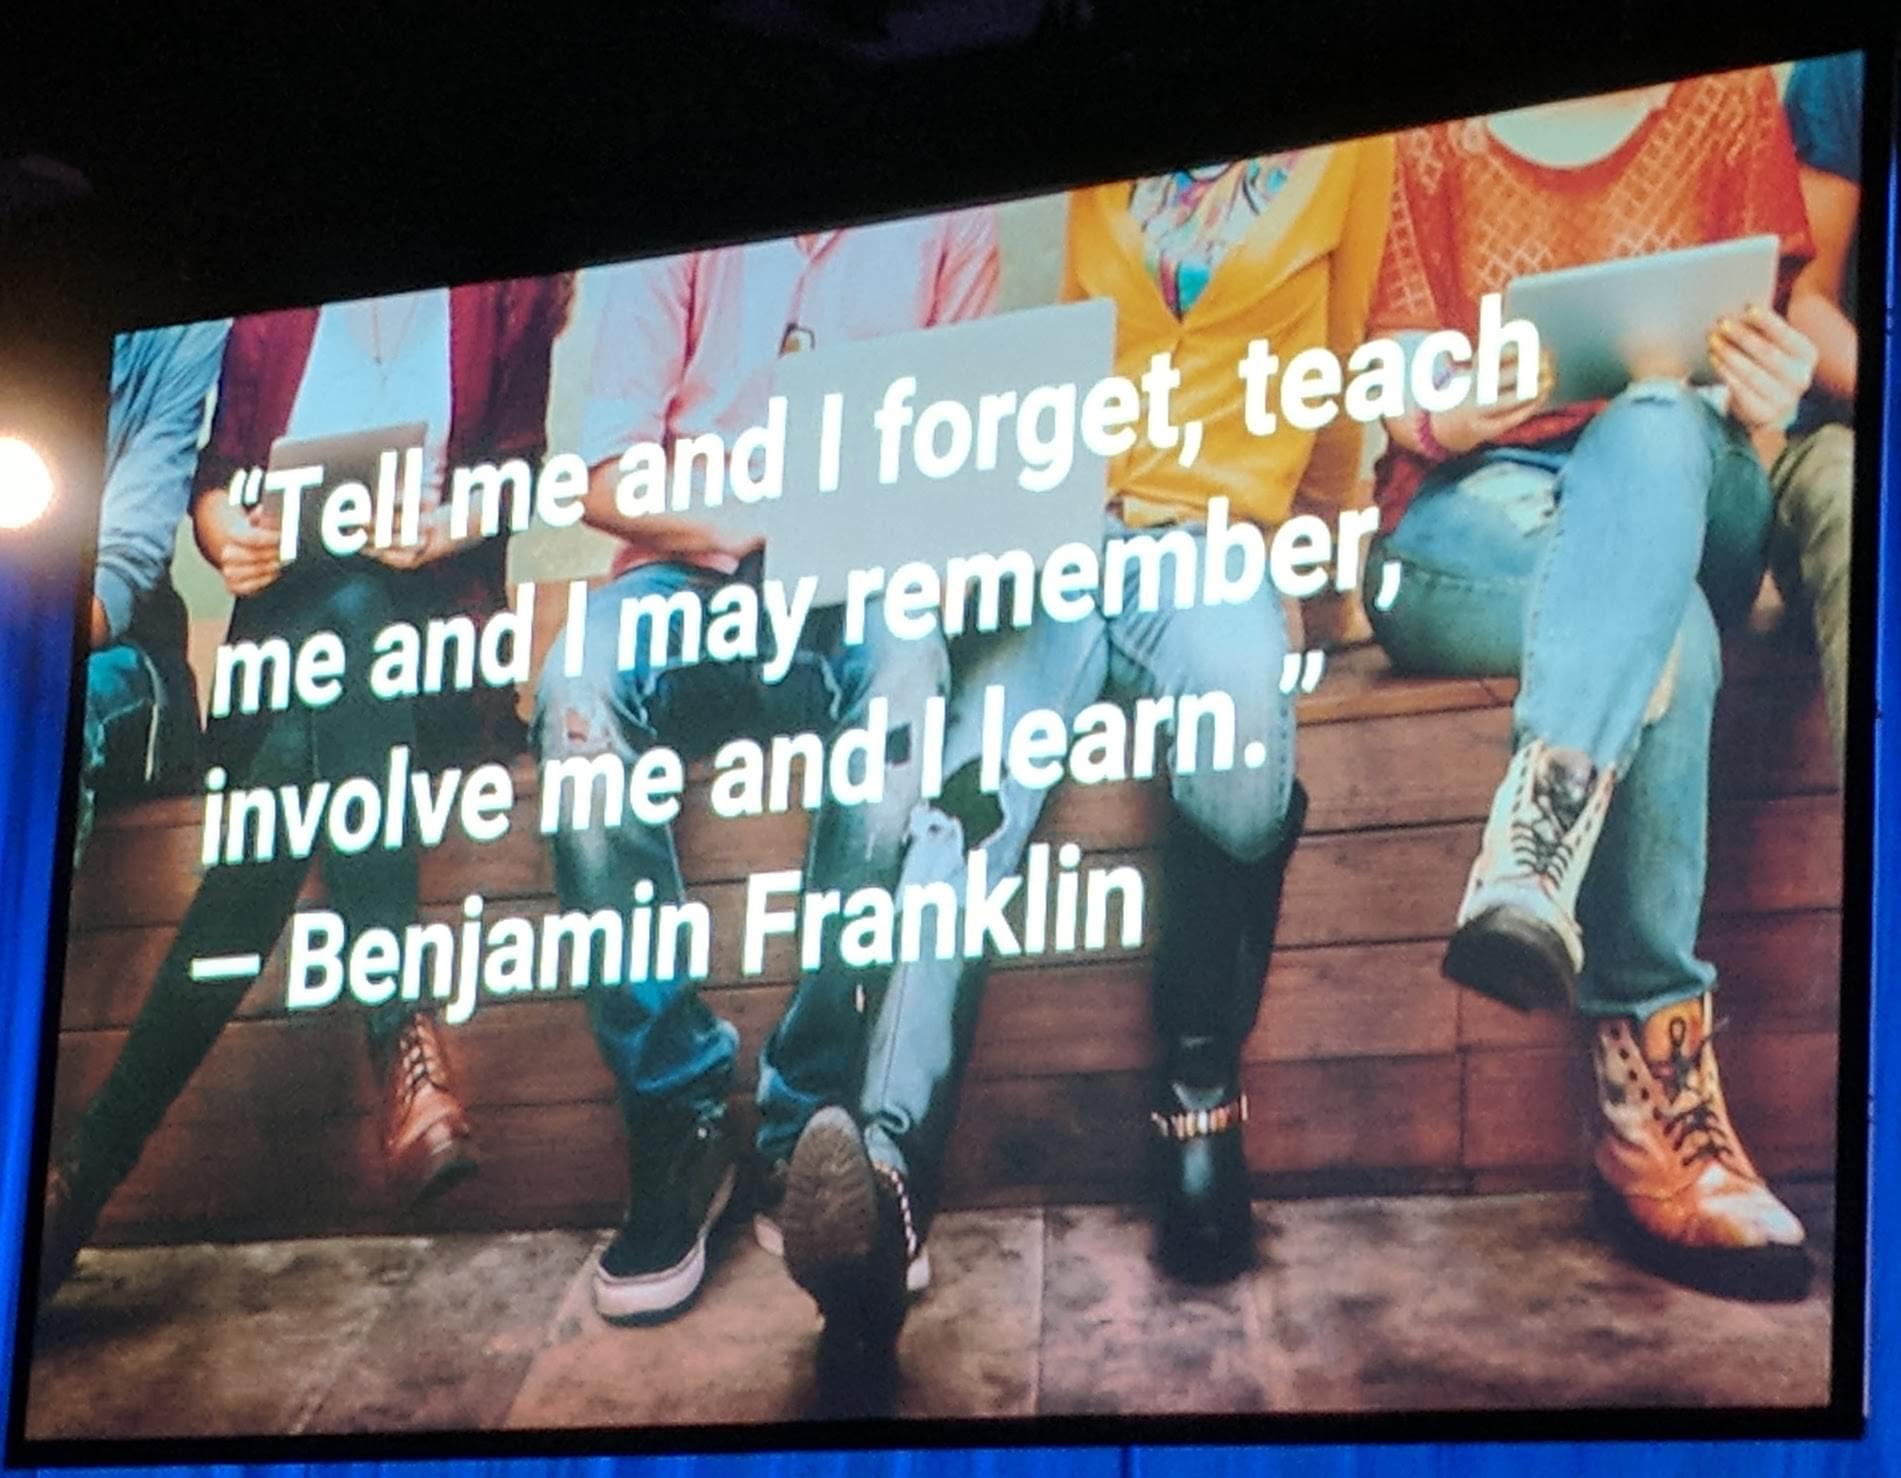 “Tell me and I forget, teach
me and I may remember,
involve me and I learn. ”
— Benjamin Franklin